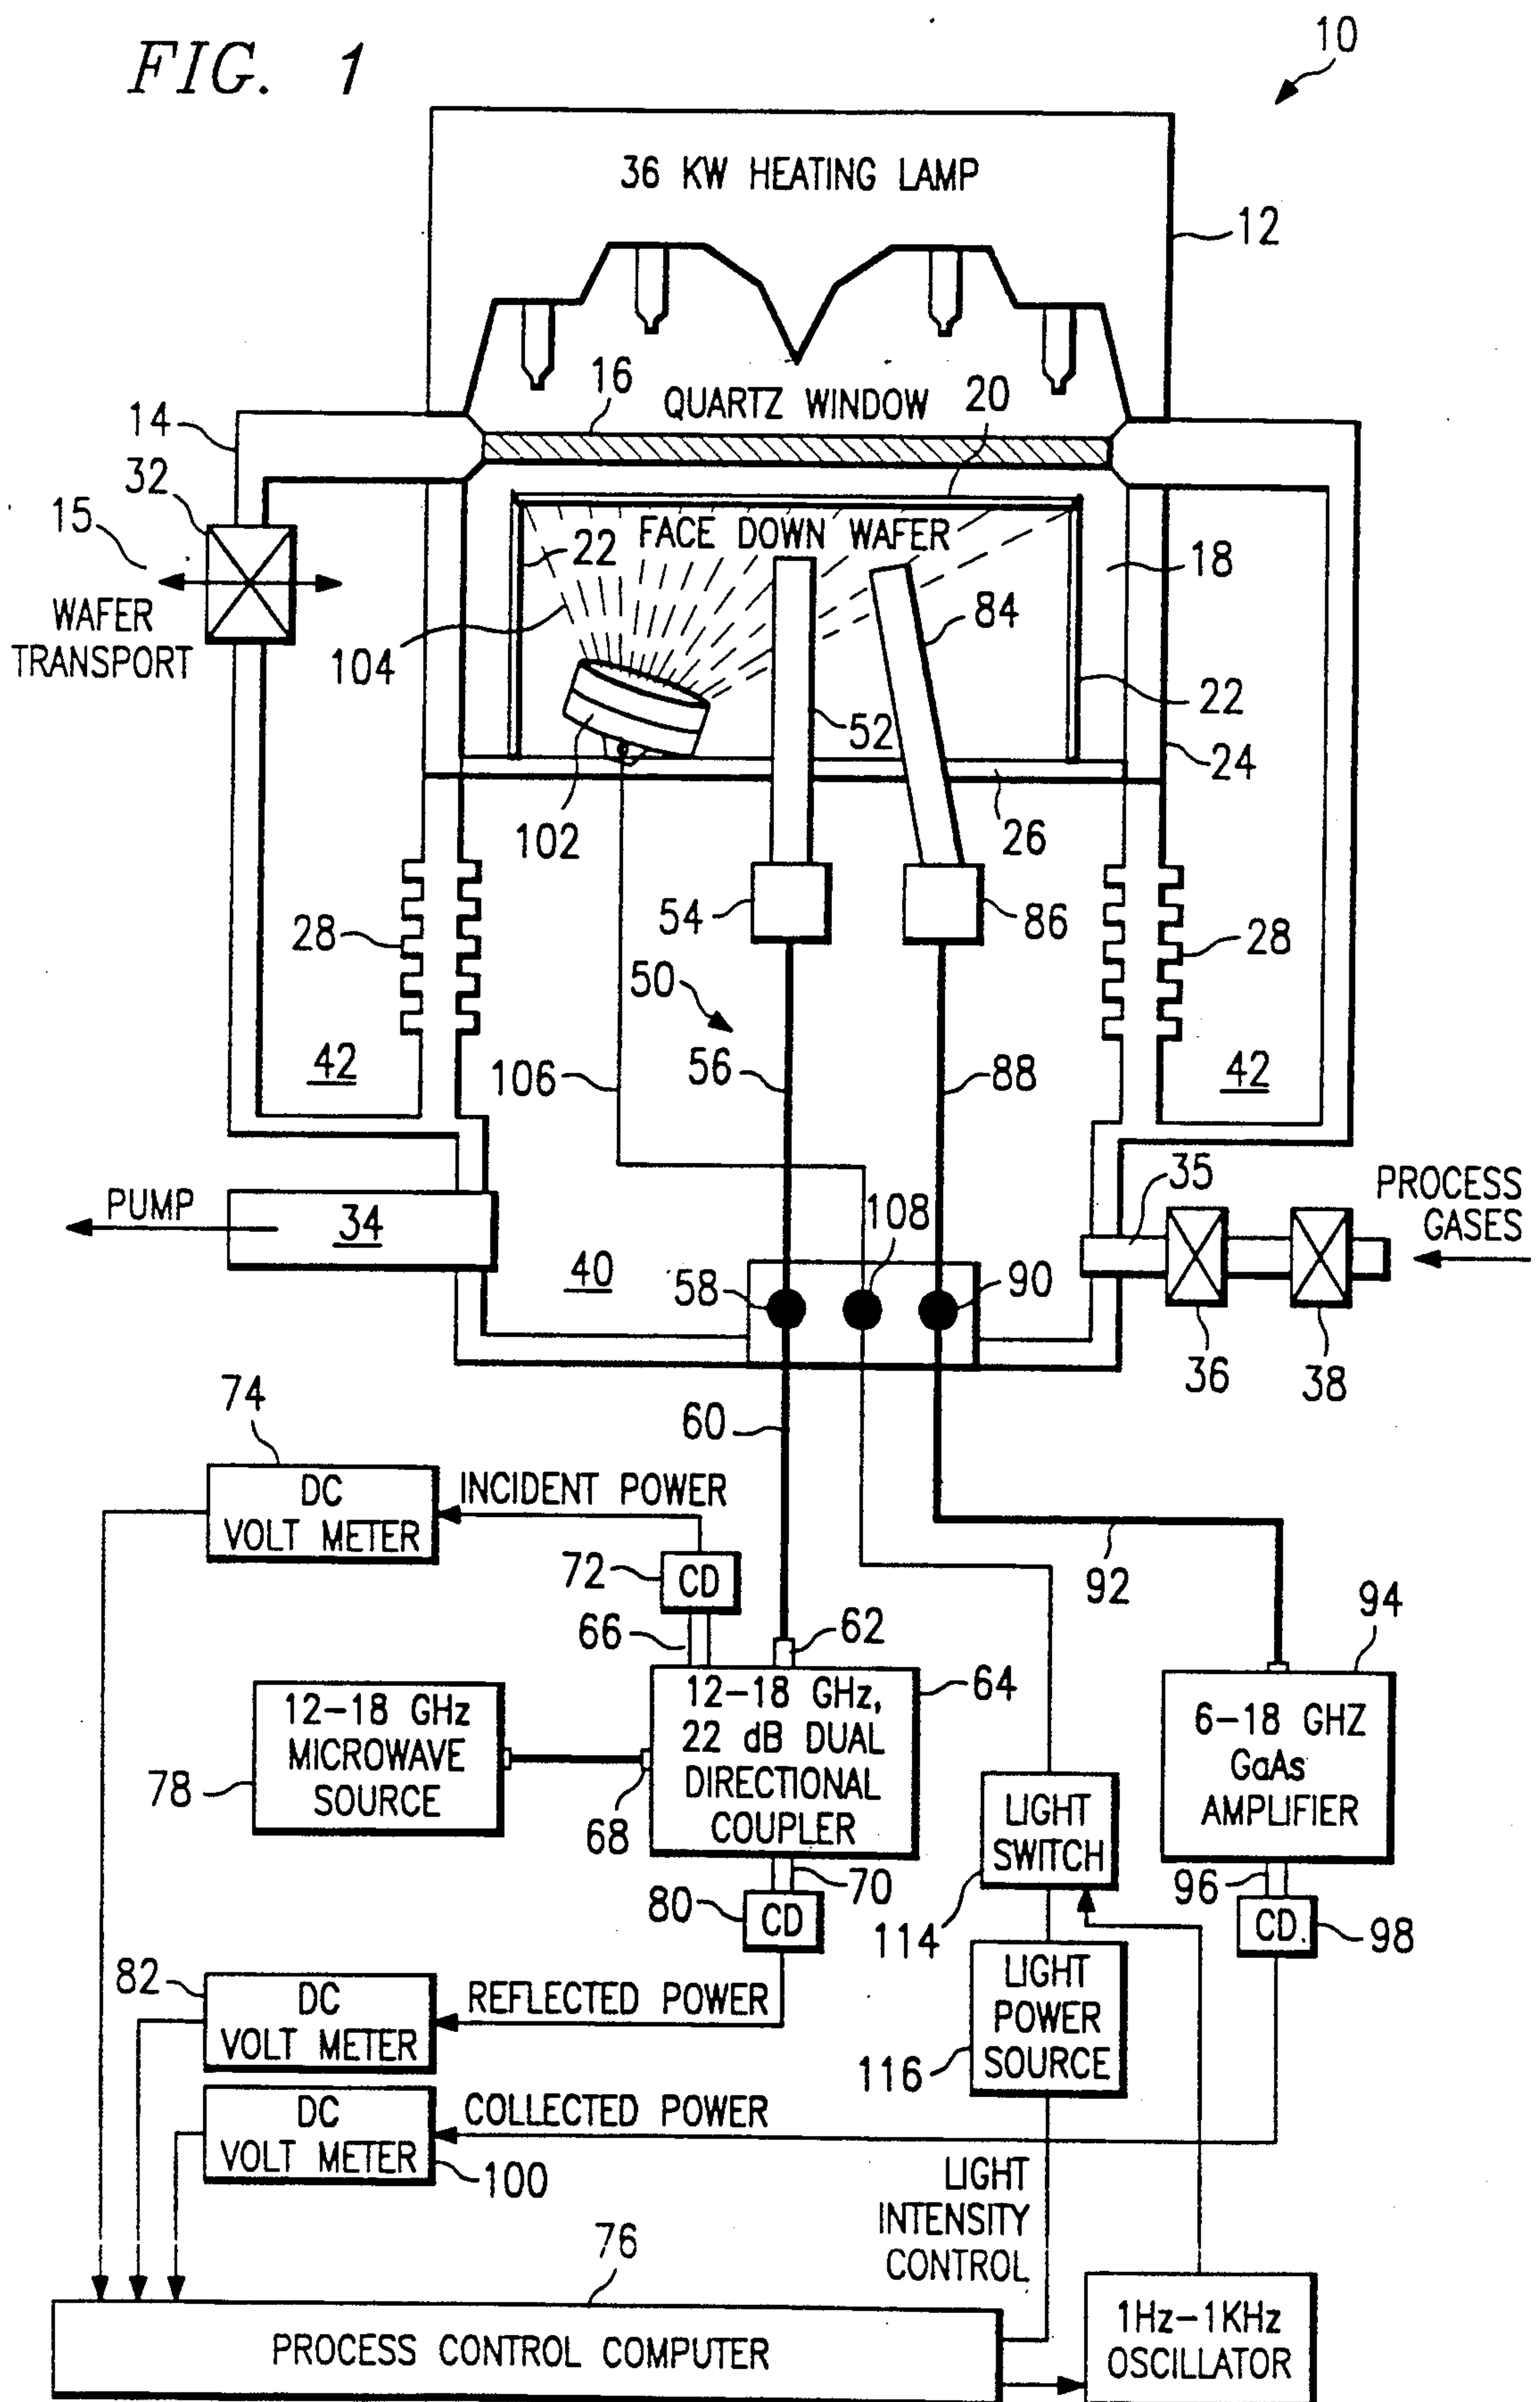 FIG. 1
10
36 KW HEATING LAMP
12
16
QUARTZ WINDOW
20
14
32
15
WAFER
TRANSPORT
FACE DOWN WAFER
22
18
104
84
52
22
24
102
26
54
86
28
28
50
42
106
56
88
42
PUMP
34
35
PROCESS
GASES
108
40
58
90
36
38
74
60
DC
VOLT METER
INCIDENT POWER
72
CD
92
66
62
94
12-18 GHz
MICROWAVE
SOURCE
78
68
12-18 GHz,
22 dB DUAL
DIRECTIONAL
COUPLER
64
6-18 GHZ
GaAs
AMPLIFIER
LIGHT
SWITCH
114
70
80
CD
96
CD
98
82
DC
VOLT METER
REFLECTED POWER
LIGHT
POWER
SOURCE
116
DC
VOLT METER
100
COLLECTED POWER
LIGHT
INTENSITY
CONTROL
76
PROCESS CONTROL COMPUTER
1Hz-1KHz
OSCILLATOR